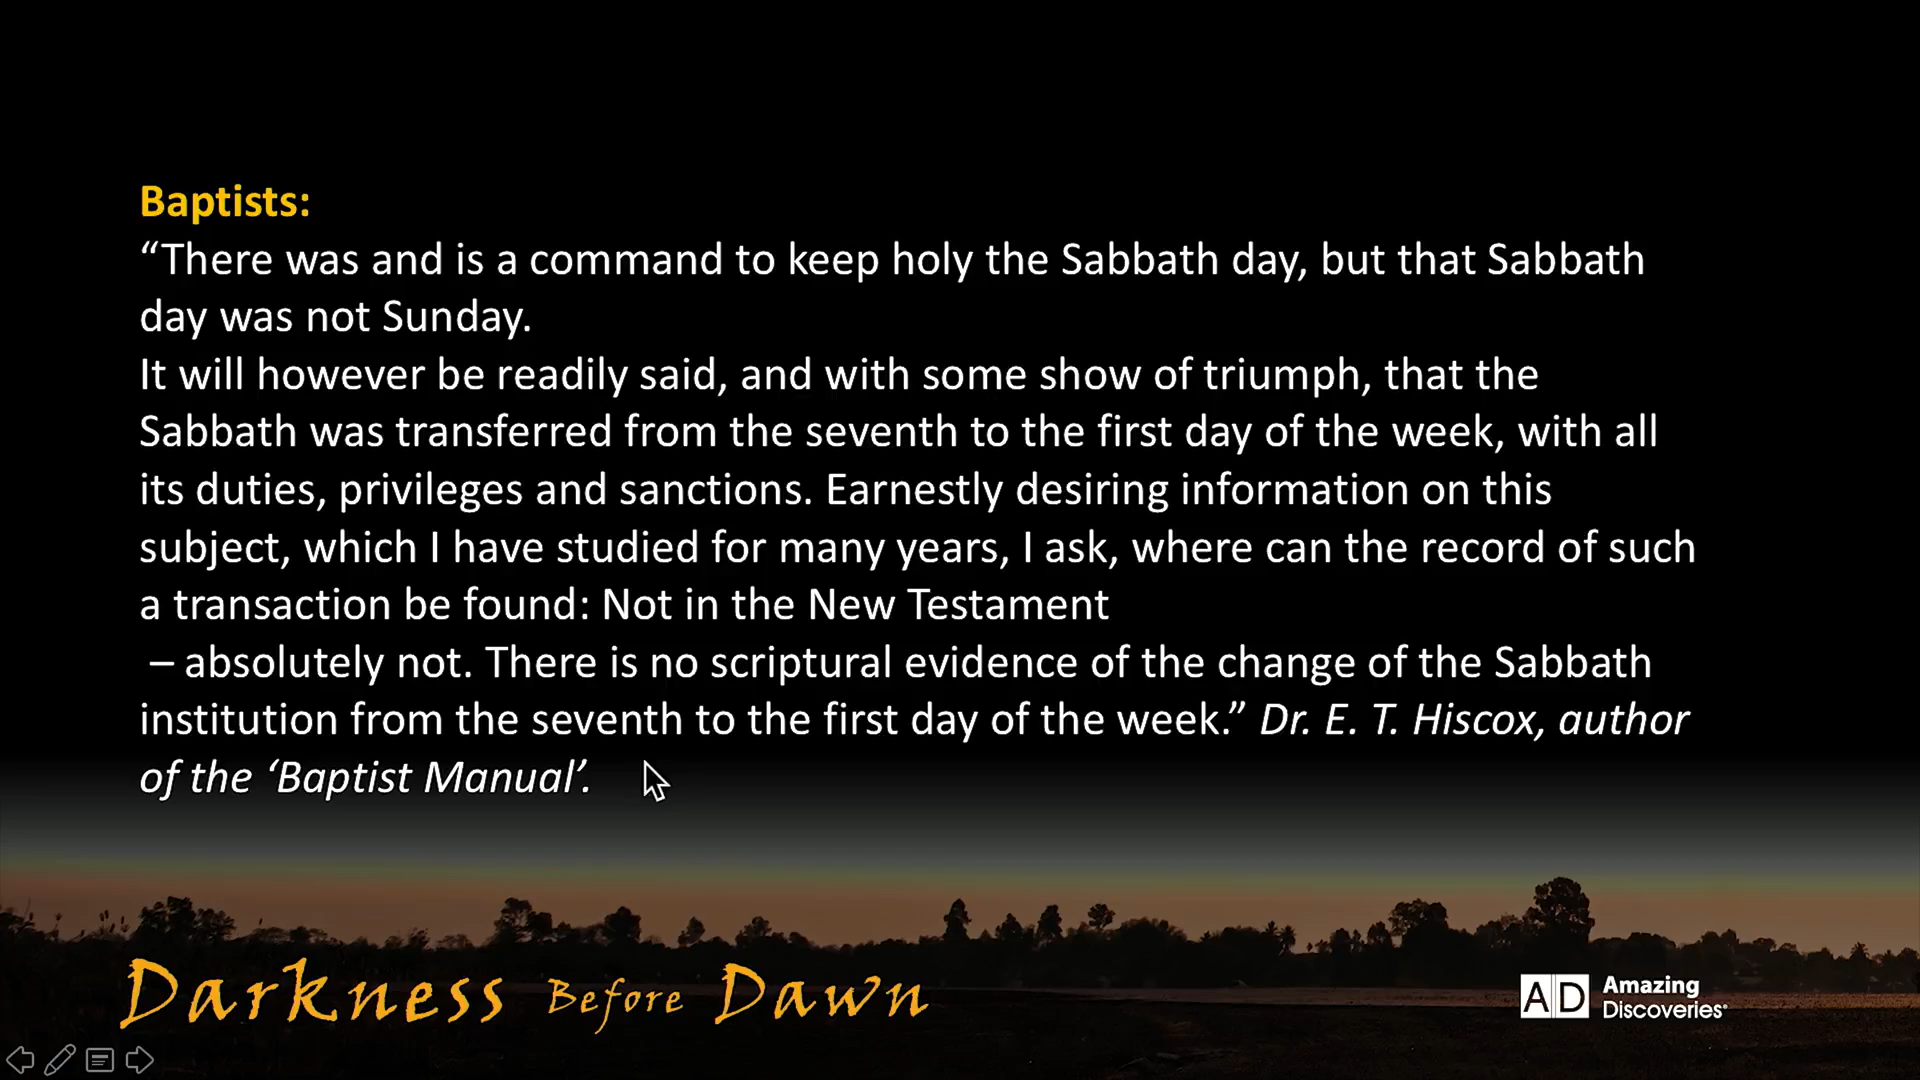 Baptists:
“There was and is a command to keep holy the Sabbath day, but that Sabbath
day was not Sunday.
It will however be readily said, and with some show of triumph, that the
Sabbath was transferred from the seventh to the first day of the week, with all
its duties, privileges and sanctions. Earnestly desiring information on this
subject, which I have studied for many years, I ask, where can the record of such
a transaction be found: Not in the New Testament
– absolutely not. There is no scriptural evidence of the change of the Sabbath
institution from the seventh to the first day of the week.” Dr. E. T. Hiscox, author
of the ‘Baptist Manual’.
Darkness Before Dawn
AD Amazing
Discoveries